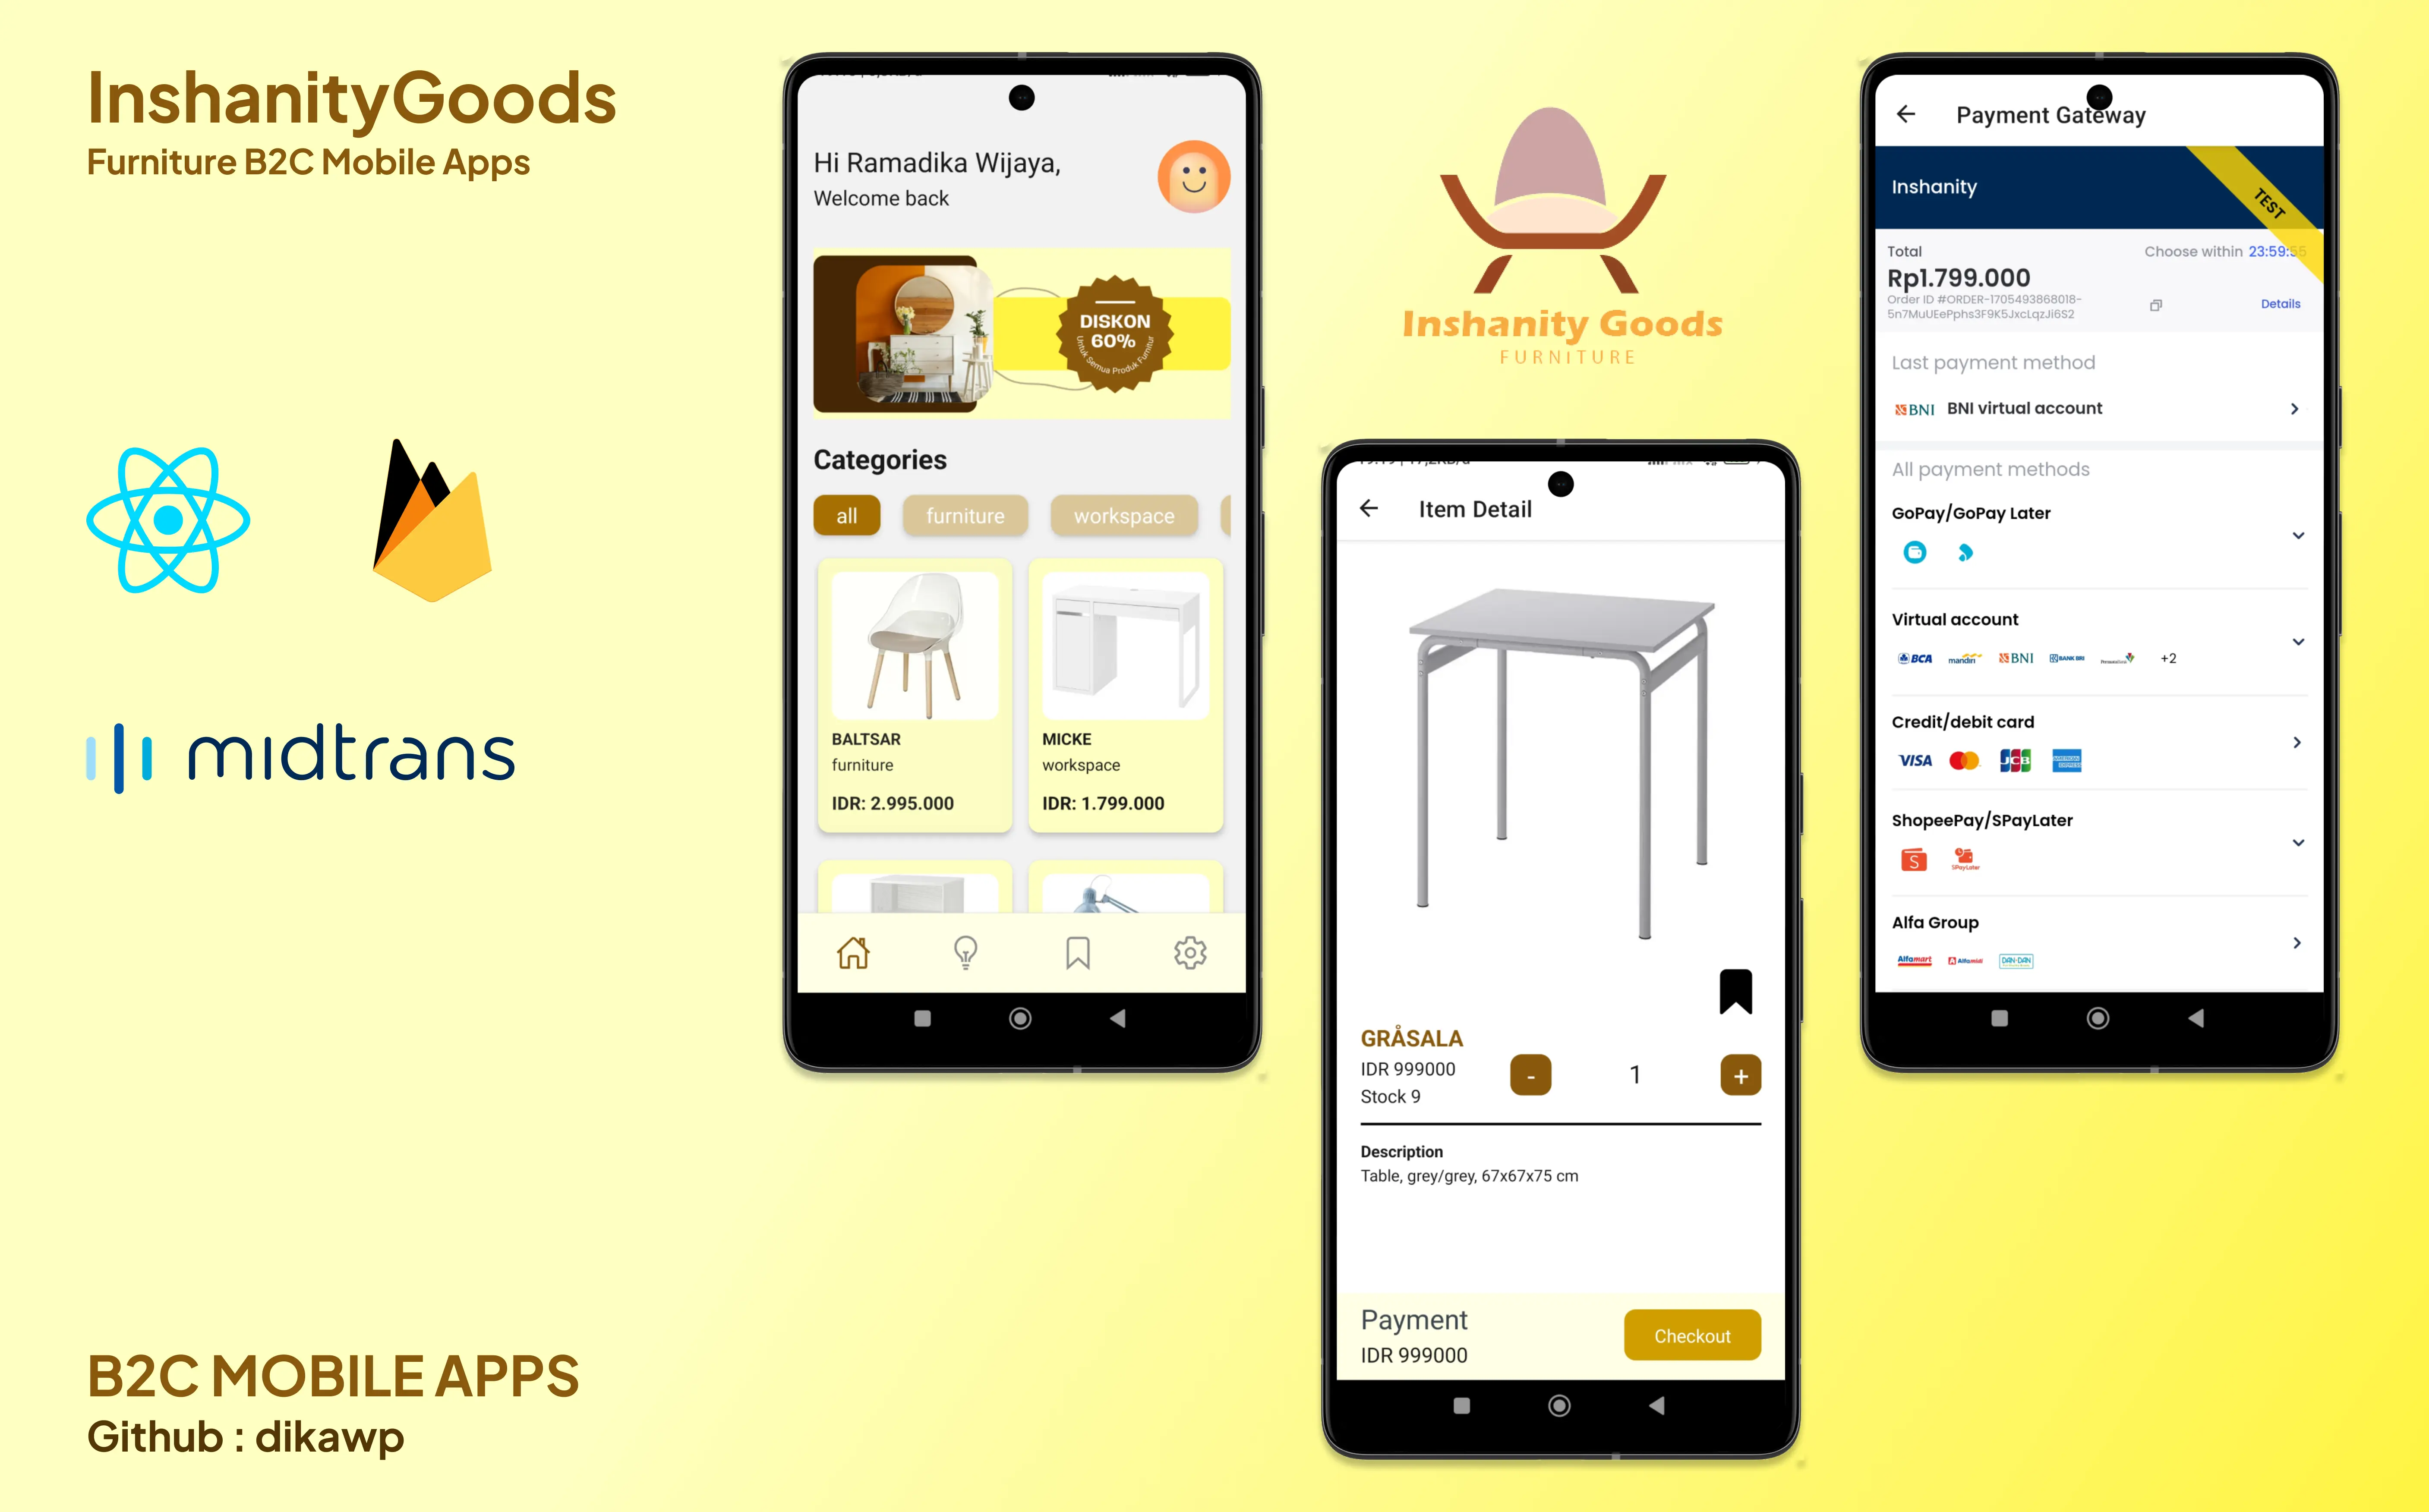 InshanityGoods
Furniture B2C Mobile Apps
midtrans
B2C MOBILE APPS
Github : dikawp
Hi Ramadika Wijaya,
Welcome back
DISKON
60%
Untuk Semua Produk Furnitur
Categories
all furniture workspace
BALTSAR
furniture
IDR: 2.995.000
MICKE
workspace
IDR: 1.799.000
Inshanity Goods
FURNITURE
Item Detail
GRÅSALA
IDR 999000
Stock 9
- 1 +
Description
Table, grey/grey, 67x67x75 cm
Payment
IDR 999000
Checkout
Payment Gateway
Inshanity
TEST
Total
Choose within 23:59:55
Rp1.799.000
Order ID #ORDER-1705493868018-
5n7MuUEePphs3F9K5JxcLqzJi6S2
Details
Last payment method
BNI BNI virtual account
All payment methods
GoPay/GoPay Later
Virtual account
BCA mandiri BNI BANK BRI +2
Credit/debit card
VISA JCB
ShopeePay/SPayLater
S SPayLater
Alfa Group
Alfamart Alfamidi DAN+DAN